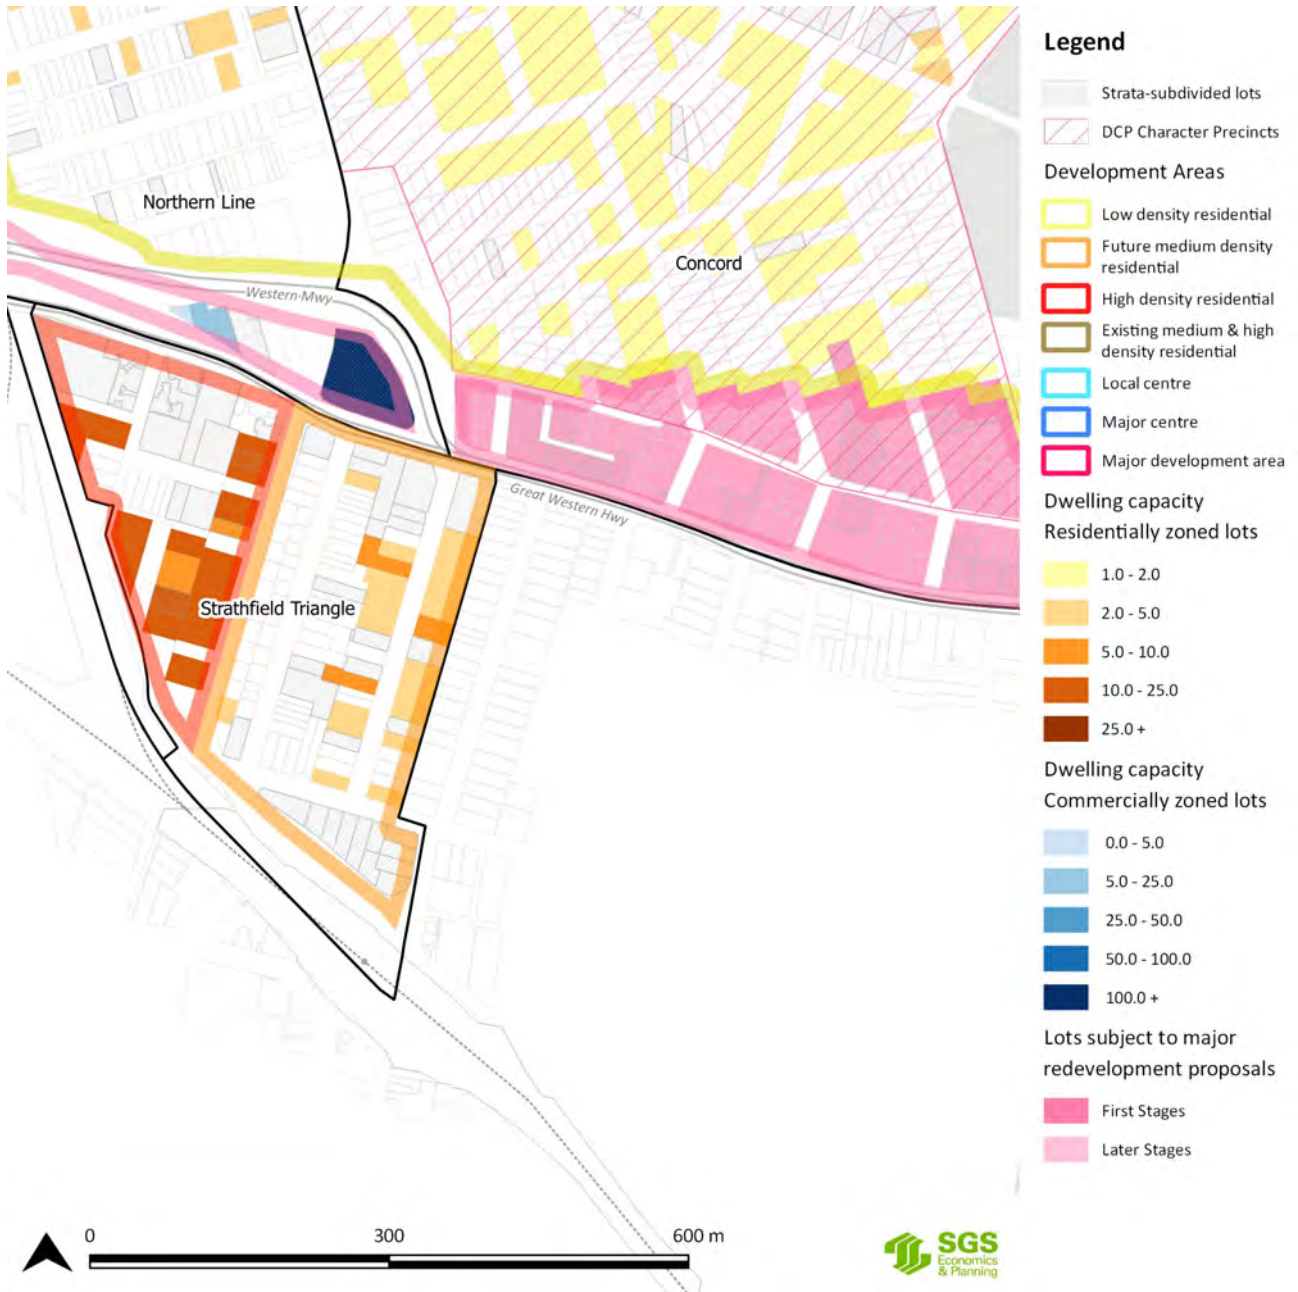 Northern Line
Western Mwy
Concord
Great Western Hwy
Strathfield Triangle
0 300 600 m
SGS
Economics
& Planning
Legend
Strata-subdivided lots
DCP Character Precincts
Development Areas
Low density residential
Future medium density
residential
High density residential
Existing medium & high
density residential
Local centre
Major centre
Major development area
Dwelling capacity
Residentially zoned lots
1.0 - 2.0
2.0 - 5.0
5.0 - 10.0
10.0 - 25.0
25.0 +
Dwelling capacity
Commercially zoned lots
0.0 - 5.0
5.0 - 25.0
25.0 - 50.0
50.0 - 100.0
100.0 +
Lots subject to major
redevelopment proposals
First Stages
Later Stages